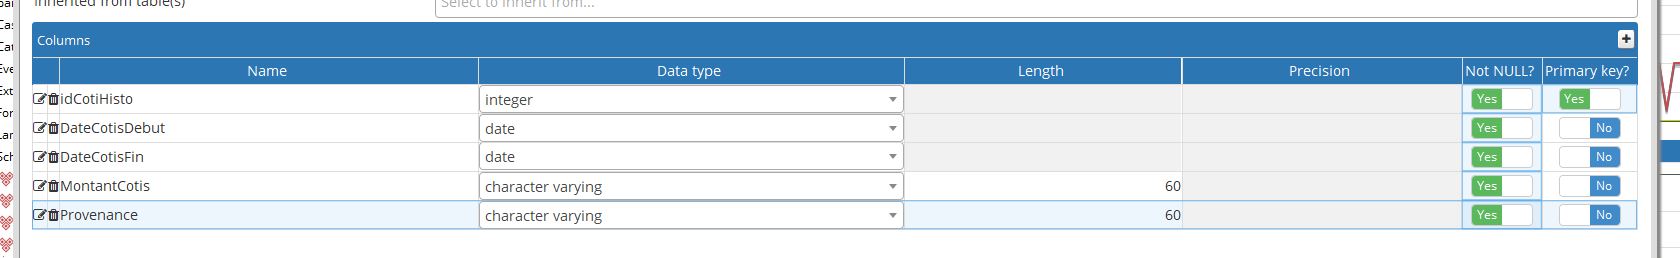 Inherited from table(s) Select to inherit from...
Columns
Name Data type Length Precision Not NULL? Primary key?
idCotiHisto integer Yes Yes
DateCotisDebut date Yes No
DateCotisFin date Yes No
MontantCotis character varying 60 Yes No
Provenance character varying 60 Yes No